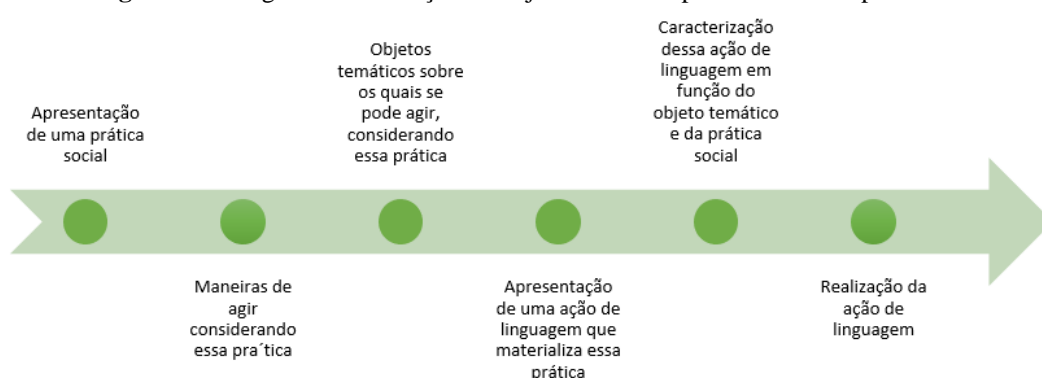 Apresentação
de uma prática
social
Maneiras de
agir
considerando
essa pra´tica
Objetos
temáticos sobre
os quais se
pode agir,
considerando
essa prática
Apresentação
de uma ação de
linguagem que
materializa essa
prática
Caracterização
dessa ação de
linguagem em
função do
objeto temático
e da prática
social
Realização da
ação de
linguagem